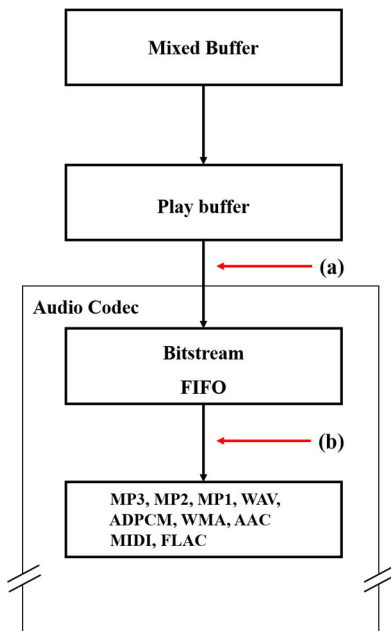 Mixed Buffer
Play buffer
(a)
Audio Codec
Bitstream
FIFO
(b)
MP3, MP2, MP1, WAV,
ADPCM, WMA, AAC
MIDI, FLAC